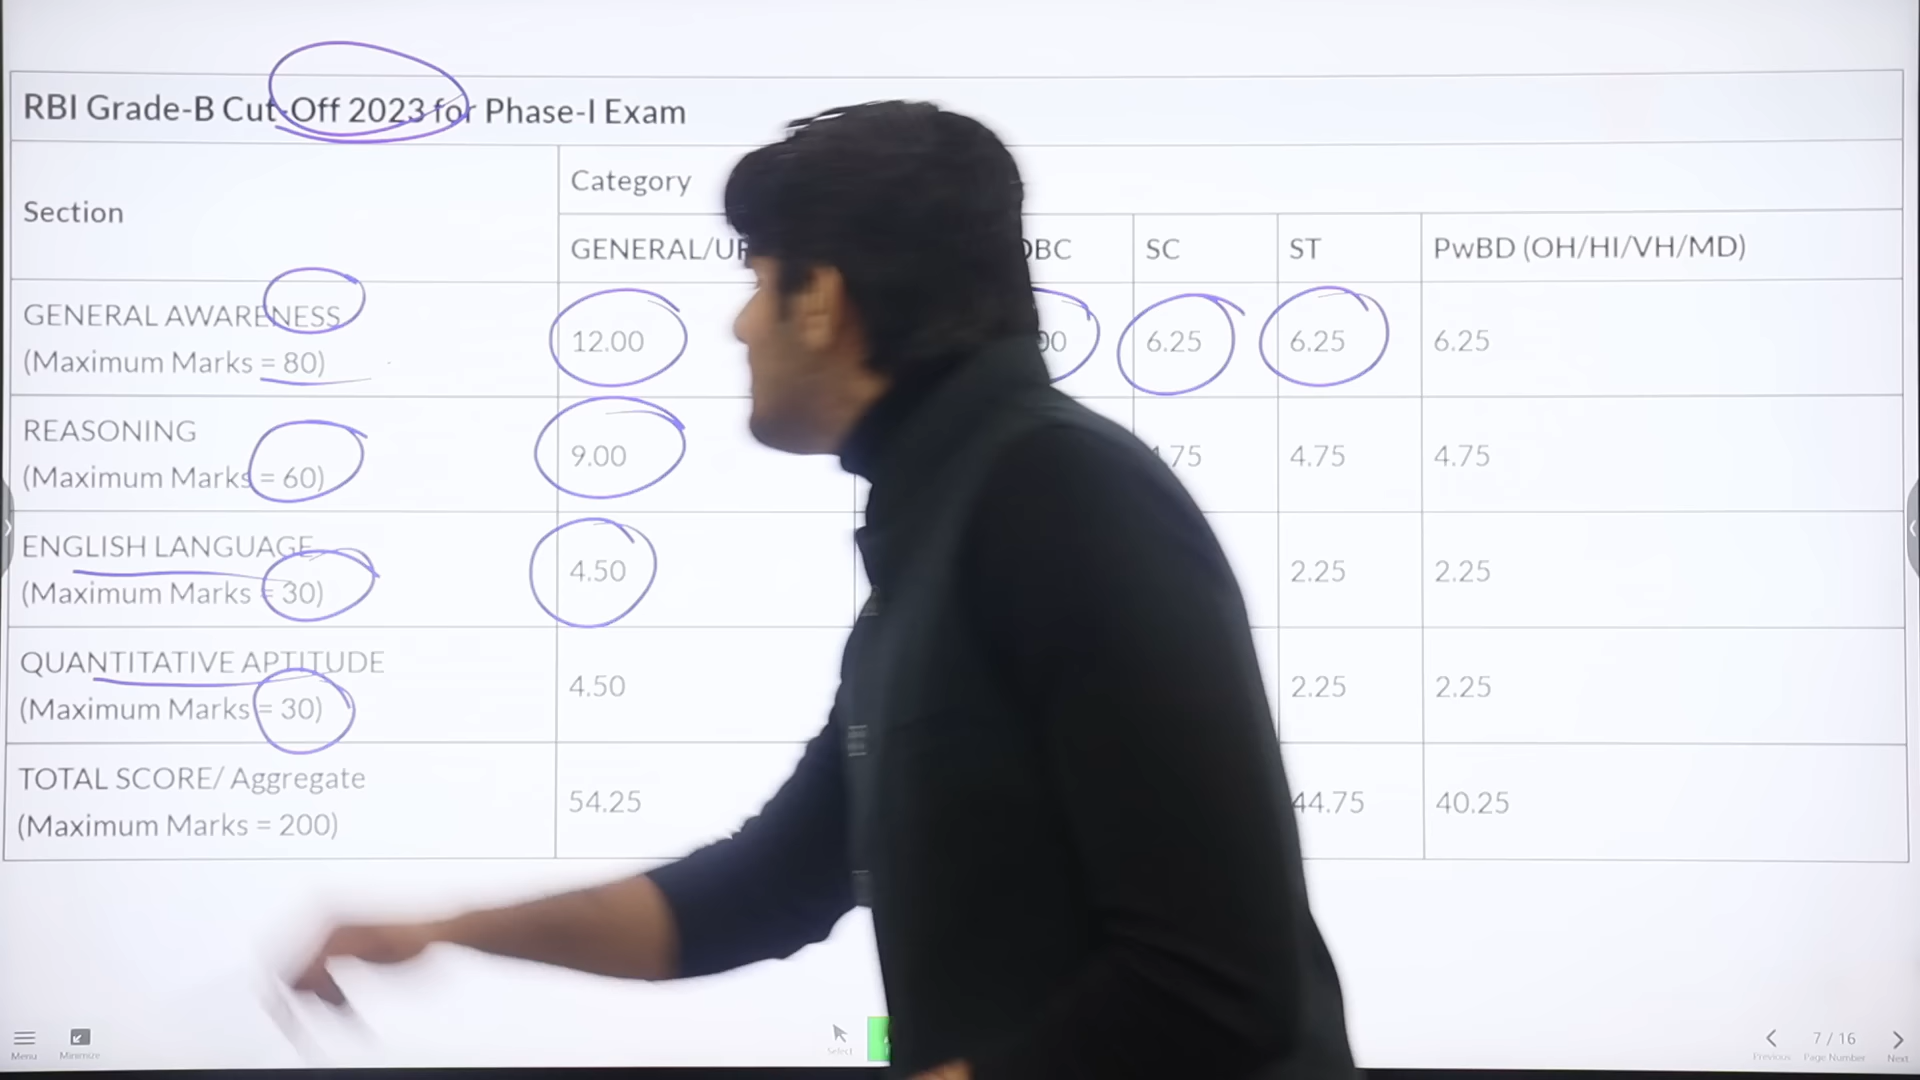 RBI Grade-B Cut-Off 2023 for Phase-I Exam
Section
Category
GENERAL/UR
OBC
SC
ST
PwBD (OH/HI/VH/MD)
GENERAL AWARENESS
(Maximum Marks = 80)
12.00
6.25
6.25
6.25
REASONING
(Maximum Marks = 60)
9.00
4.75
4.75
ENGLISH LANGUAGE
(Maximum Marks = 30)
4.50
2.25
2.25
QUANTITATIVE APTITUDE
(Maximum Marks = 30)
4.50
2.25
2.25
TOTAL SCORE/ Aggregate
(Maximum Marks = 200)
54.25
44.75
40.25
Menu
Minimize
Select
7 / 16
Previous
Page Number
Next